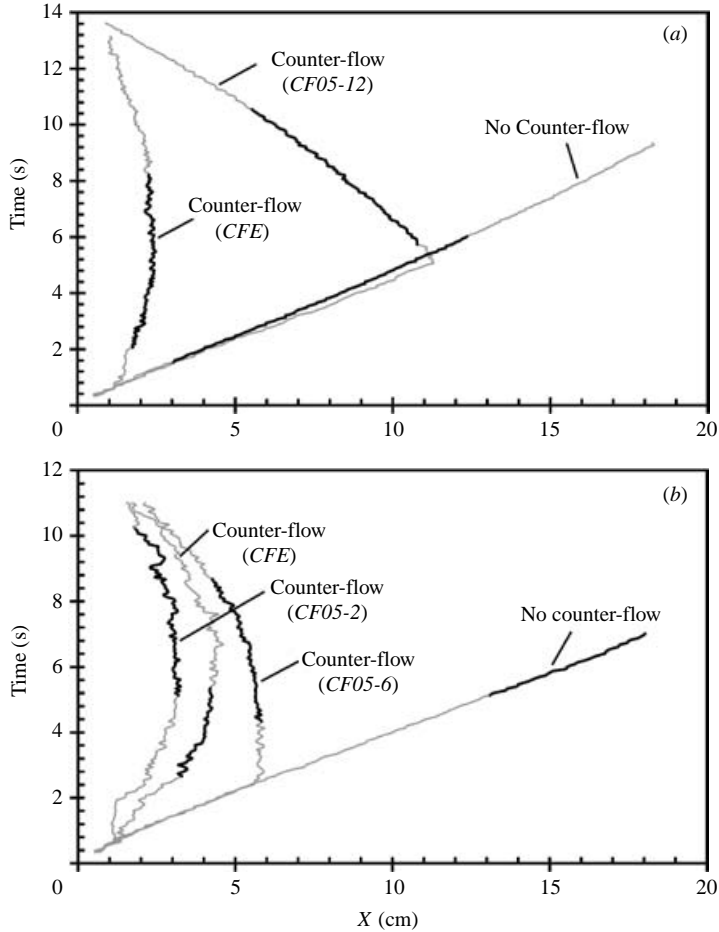 14
(a)
Counter-flow
(CF05-12)
12
No Counter-flow
10
Time (s)
8
Counter-flow
(CFE)
6
4
2
0
5
10
15
20
12
(b)
10
Counter-flow
(CFE)
Counter-flow
(CF05-2)
8
No counter-flow
Time (s)
6
Counter-flow
(CF05-6)
4
2
0
5
10
15
20
X (cm)